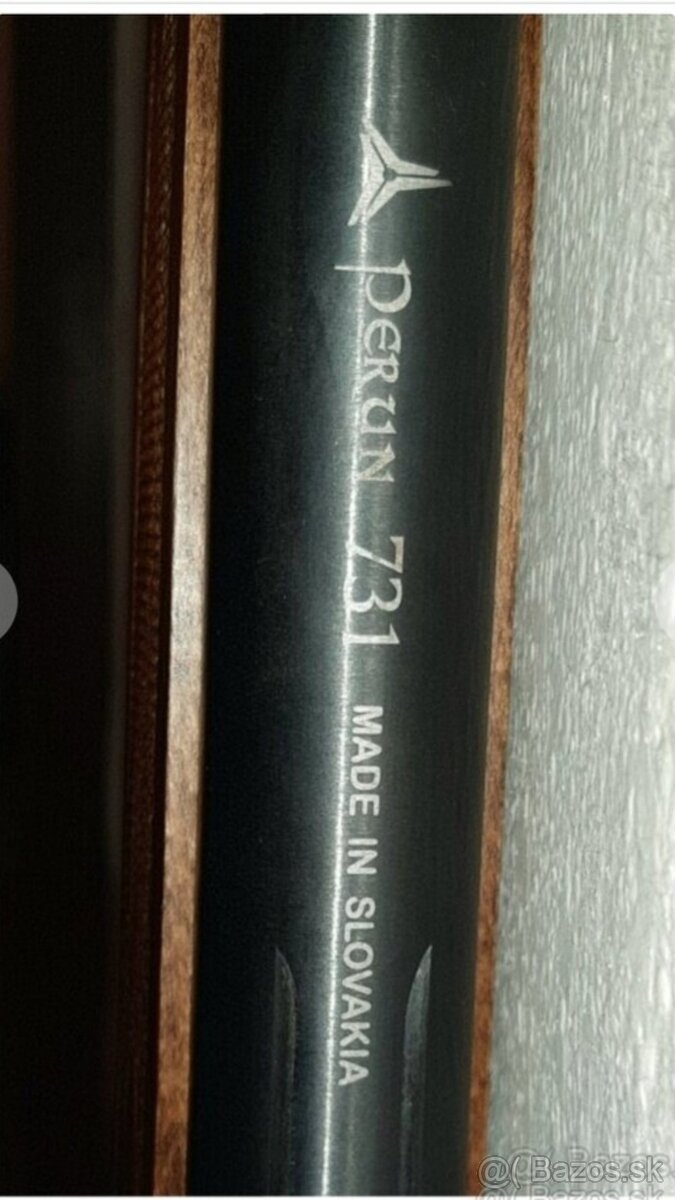 PERUN 731 MADE IN SLOVAKIA
@( Bazos.sk